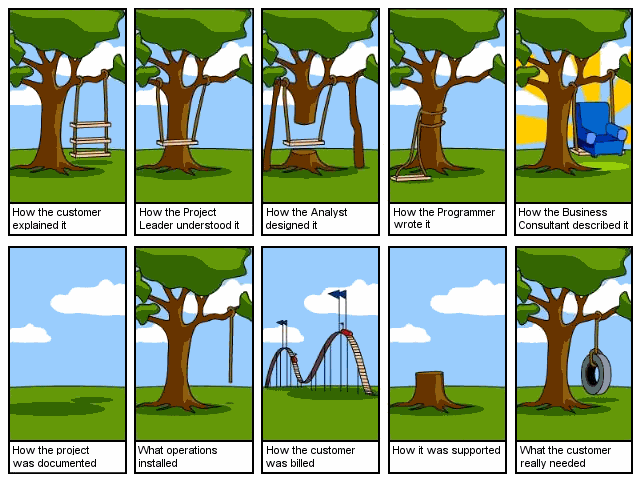 How the customer
explained it
How the Project
Leader understood it
How the Analyst
designed it
How the Programmer
wrote it
How the Business
Consultant described it
How the project
was documented
What operations
installed
How the customer
was billed
How it was supported
What the customer
really needed